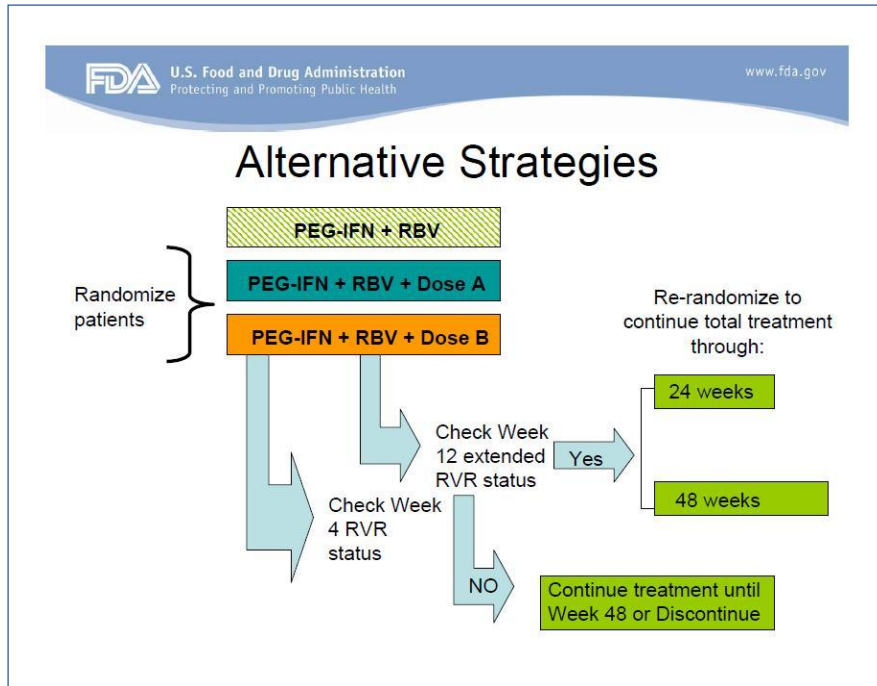 FDA
U.S. Food and Drug Administration
Protecting and Promoting Public Health
www.fda.gov
Alternative Strategies
PEG-IFN + RBV
PEG-IFN + RBV + Dose A
PEG-IFN + RBV + Dose B
Randomize
patients
Re-randomize to
continue total treatment
through:
24 weeks
Check Week
12 extended
RVR status
Yes
48 weeks
Check Week
4 RVR
status
NO
Continue treatment until
Week 48 or Discontinue